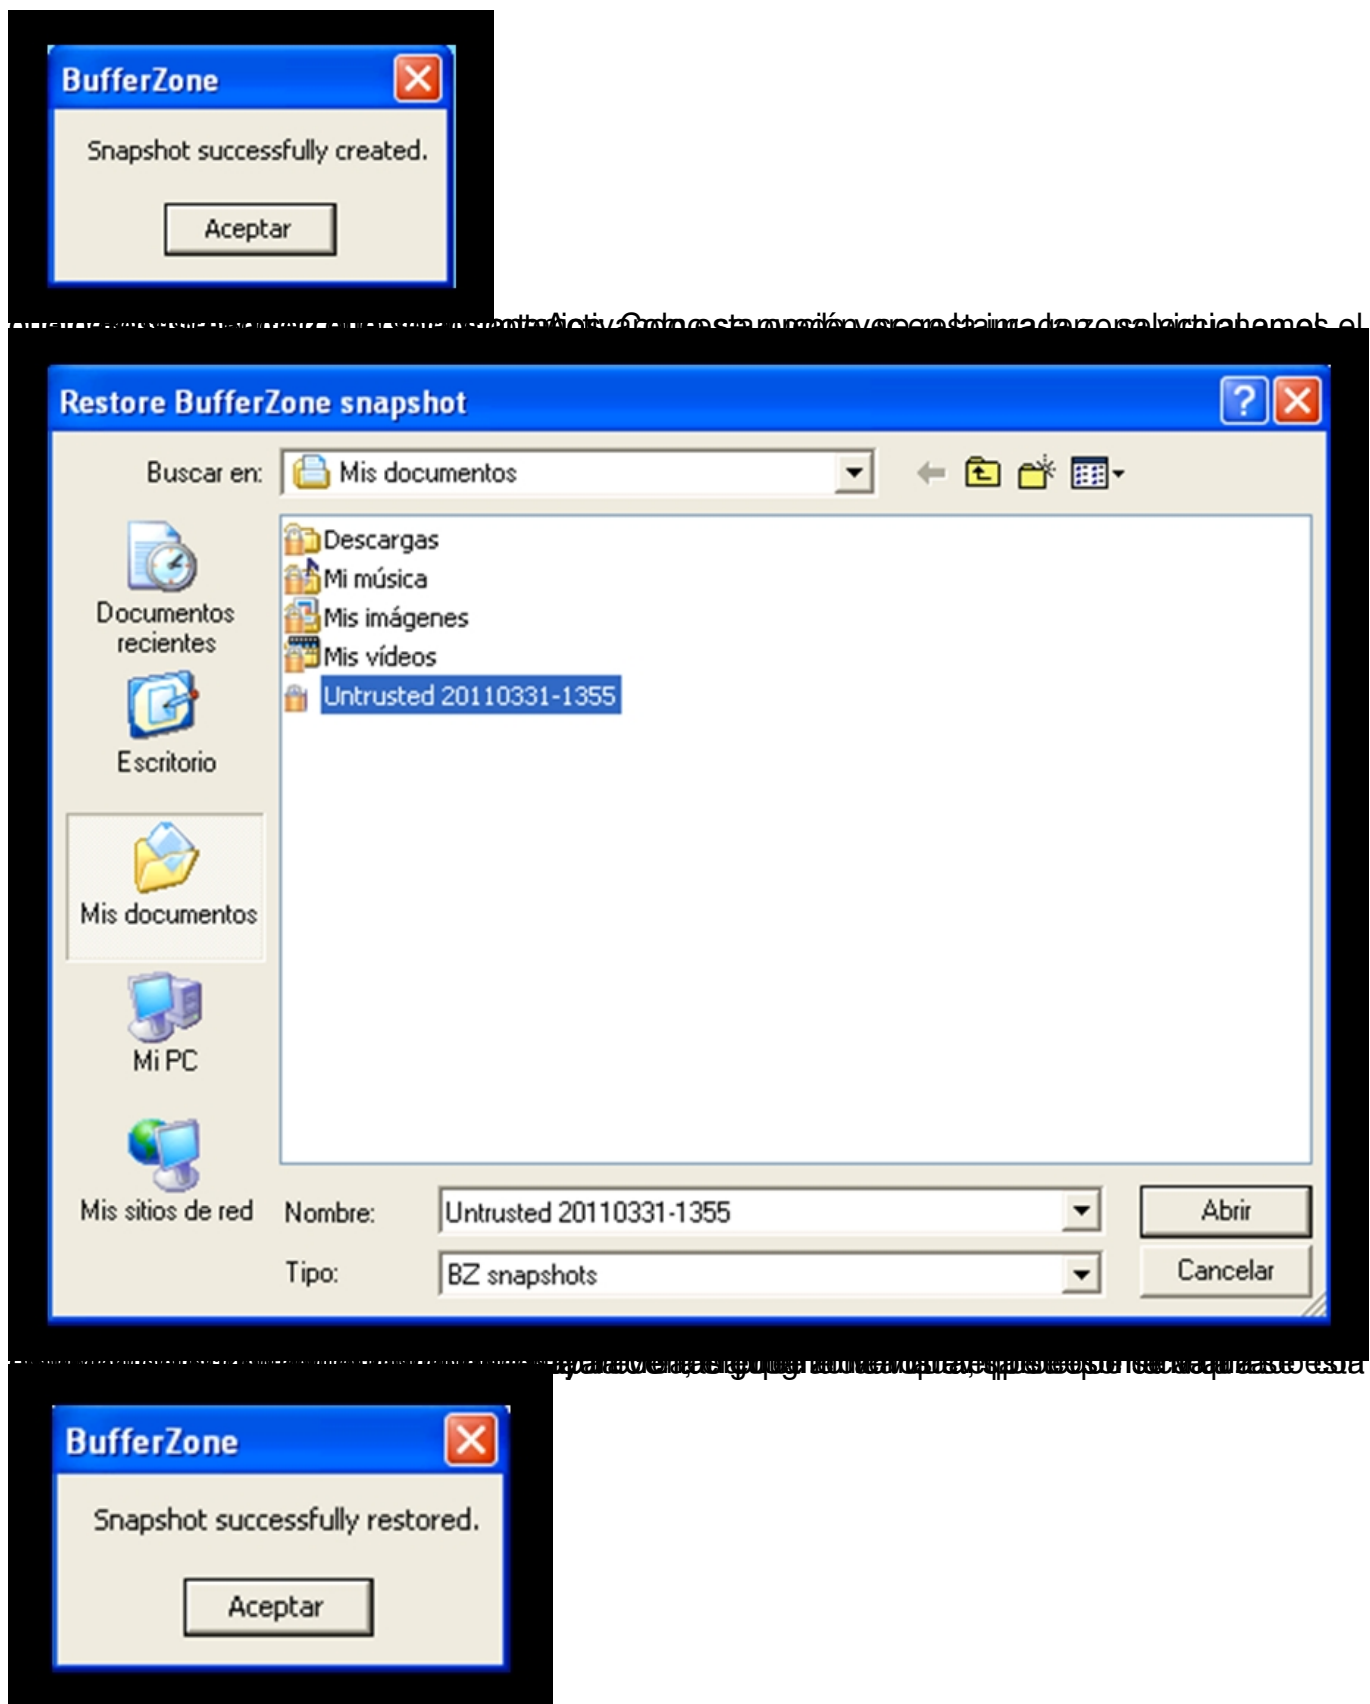 BufferZone
Snapshot successfully created.
Aceptar
Restore BufferZone snapshot
Buscar en: Mis documentos
Descargas
Mi música
Mis imágenes
Mis vídeos
Untrusted 20110331-1355
Documentos
recientes
Escritorio
Mis documentos
Mi PC
Mis sitios de red
Nombre: Untrusted 20110331-1355 Abrir
Tipo: BZ snapshots Cancelar
BufferZone
Snapshot successfully restored.
Aceptar